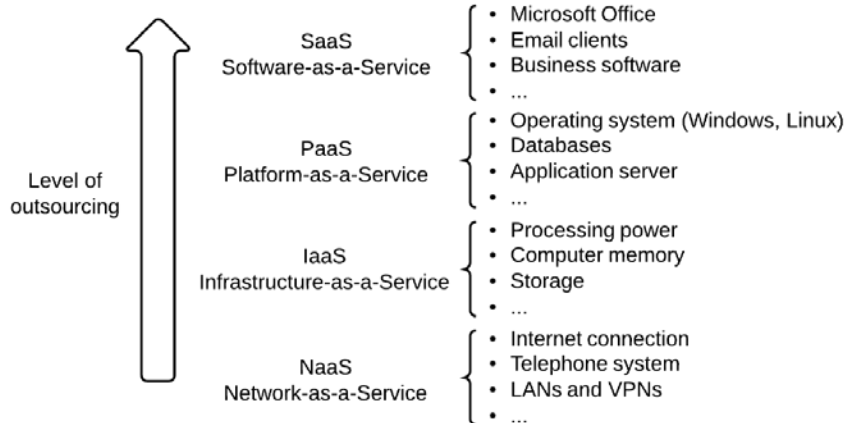 Level of
outsourcing
SaaS
Software-as-a-Service
• Microsoft Office
• Email clients
• Business software
• ...
PaaS
Platform-as-a-Service
• Operating system (Windows, Linux)
• Databases
• Application server
• ...
IaaS
Infrastructure-as-a-Service
• Processing power
• Computer memory
• Storage
• ...
NaaS
Network-as-a-Service
• Internet connection
• Telephone system
• LANs and VPNs
• ...